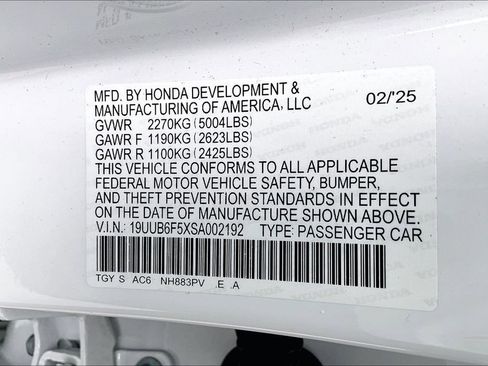 MFD. BY HONDA DEVELOPMENT &
MANUFACTURING OF AMERICA, LLC 02/'25
GVWR 2270KG(5004LBS)
GAWR F 1190KG(2623LBS)
GAWR R 1100KG(2425LBS)
THIS VEHICLE CONFORMS TO ALL APPLICABLE
FEDERAL MOTOR VEHICLE SAFETY, BUMPER,
AND THEFT PREVENTION STANDARDS IN EFFECT
ON THE DATE OF MANUFACTURE SHOWN ABOVE.
V.I.N.: 19UUB6F5XSA002192 TYPE: PASSENGER CAR
TGY S AC6 NH883PV .E .A